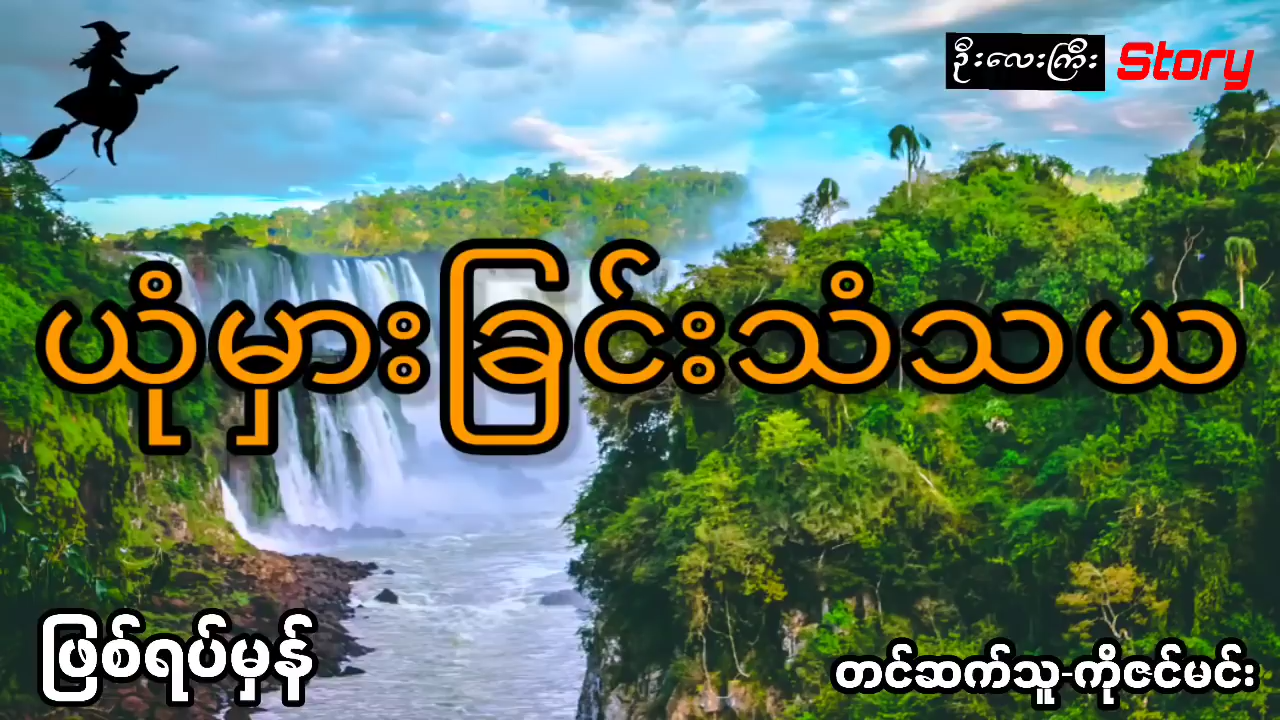 ဦးလေးကြီး Story
ယုံမှားခြင်းသံသယ
ဖြစ်ရပ်မှန်
တင်ဆက်သူ-ကိုဇင်မင်း